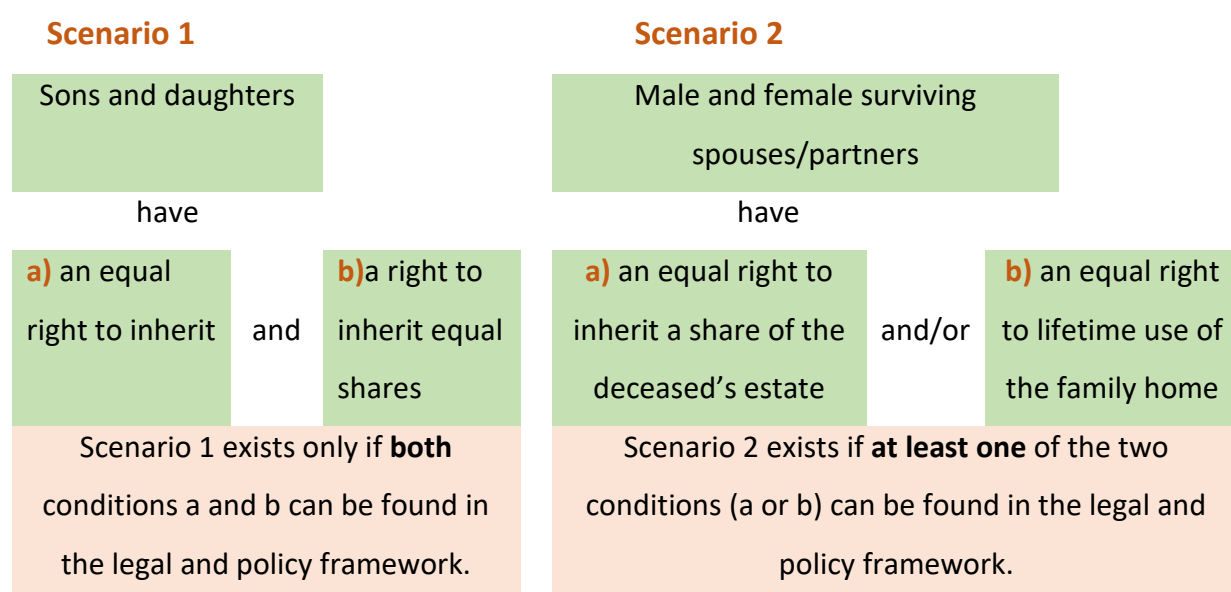 Scenario 1
Sons and daughters
have
a) an equal
right to inherit
and
b)a right to
inherit equal
shares
Scenario 1 exists only if both
conditions a and b can be found in
the legal and policy framework.
Scenario 2
Male and female surviving
spouses/partners
have
a) an equal right to
inherit a share of the
deceased’s estate
and/or
b) an equal right
to lifetime use of
the family home
Scenario 2 exists if at least one of the two
conditions (a or b) can be found in the legal and
policy framework.